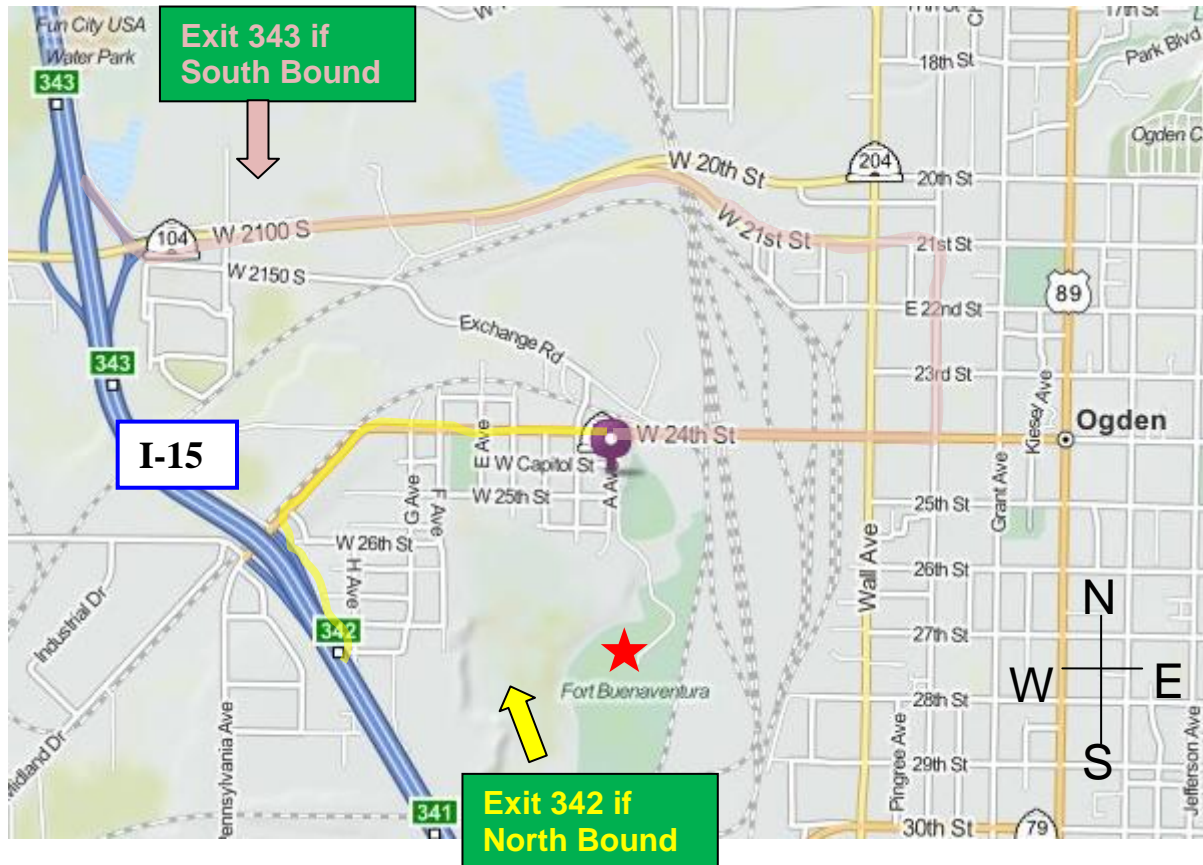 Fun City USA
Water Park
343
Exit 343 if
South Bound
17th St
18th St
Park Blvd
204
W 20th St
20th St
104
W 2100 S
W 21st St
21st St
W 2150 S
89
E 22nd St
343
Exchange Rd
23rd St
Kiesel Ave
Ogden
I-15
W 24th St
E Ave
W Capitol St
A Ave
W 25th St
25th St
G Ave
F Ave
Grant Ave
W 26th St
26th St
H Ave
Wall Ave
N
Industrial Dr
342
27th St
W
E
Fort Buenaventura
28th St
S
Midland Dr
Pennsylvania Ave
Pingree Ave
29th St
Jefferson Ave
341
Exit 342 if
North Bound
30th St
79